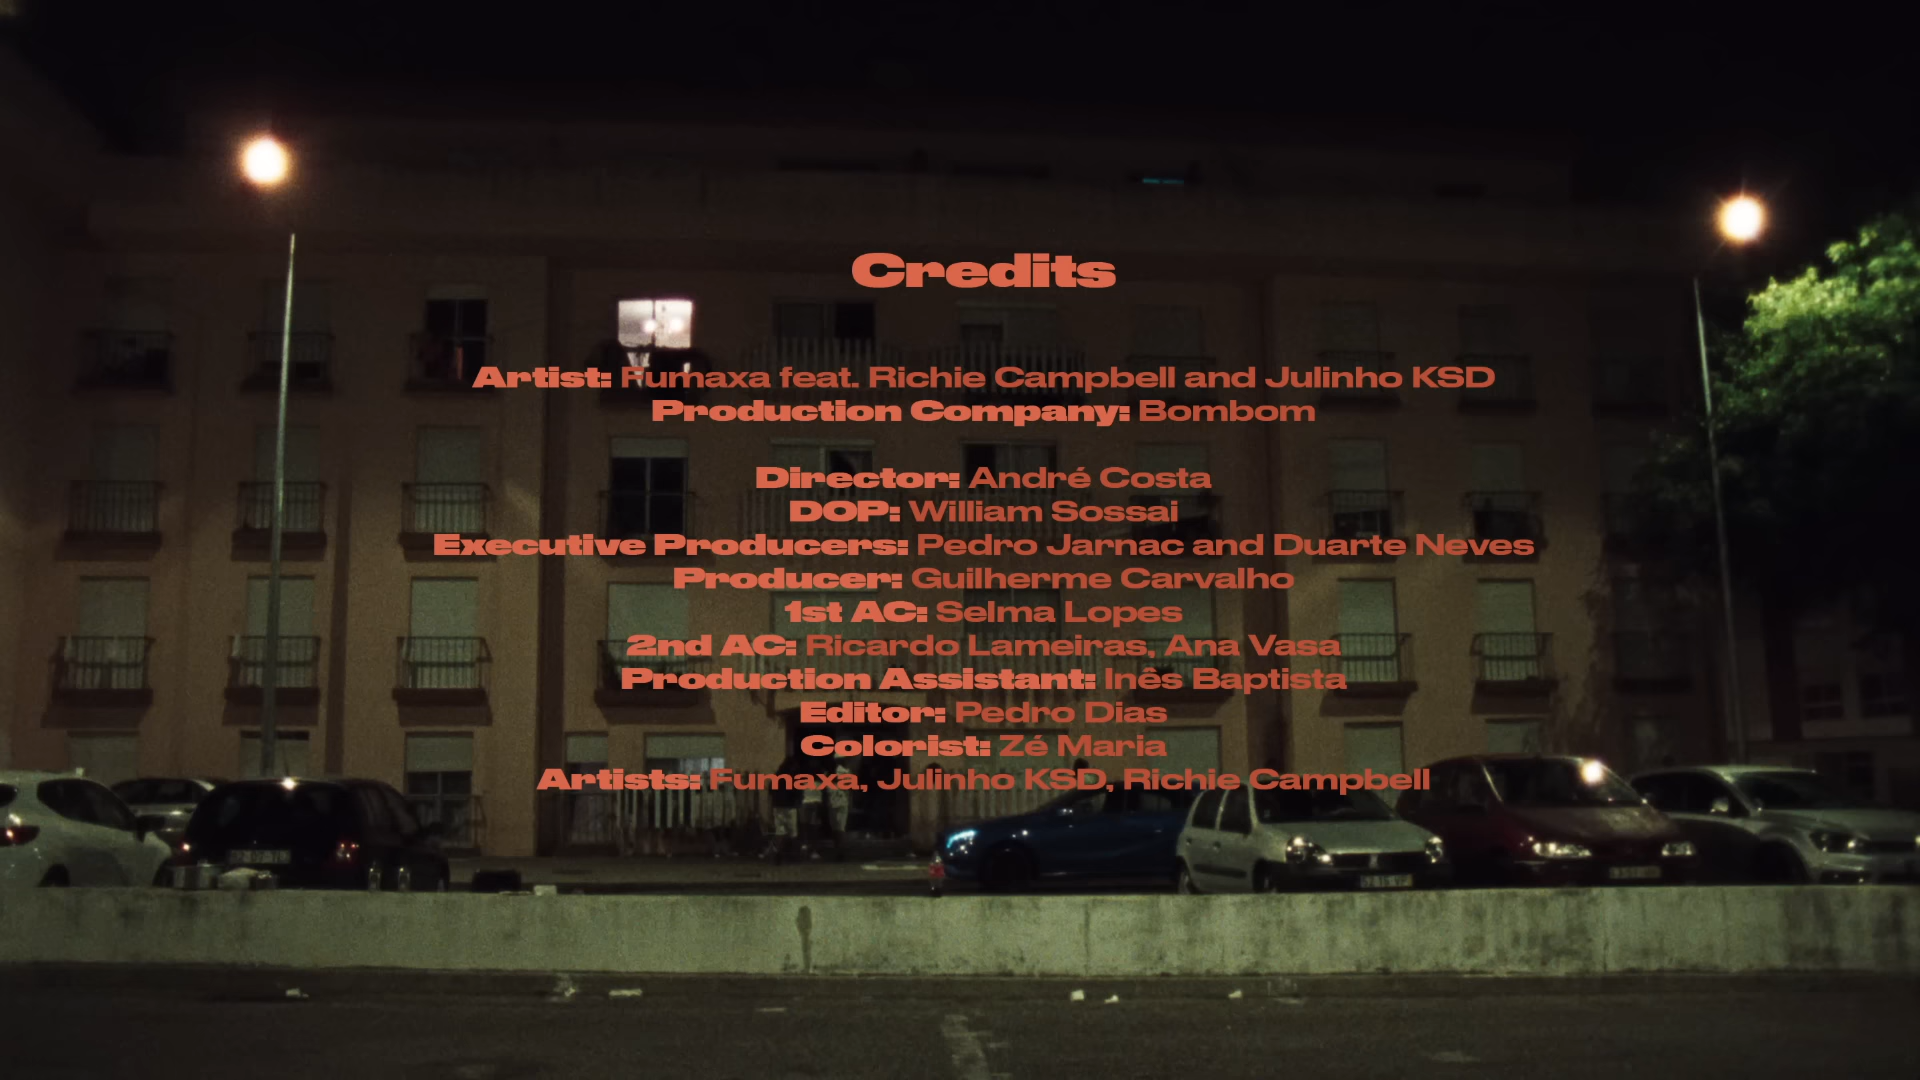 Credits
Artist: Fumaxa feat. Richie Campbell and Julinho KSD
Production Company: Bombom
Director: André Costa
DOP: William Sossai
Executive Producers: Pedro Jarnac and Duarte Neves
Producer: Guilherme Carvalho
1st AC: Selma Lopes
2nd AC: Ricardo Lameiras, Ana Vasa
Production Assistant: Inês Baptista
Editor: Pedro Dias
Colorist: Zé Maria
Artists: Fumaxa, Julinho KSD, Richie Campbell